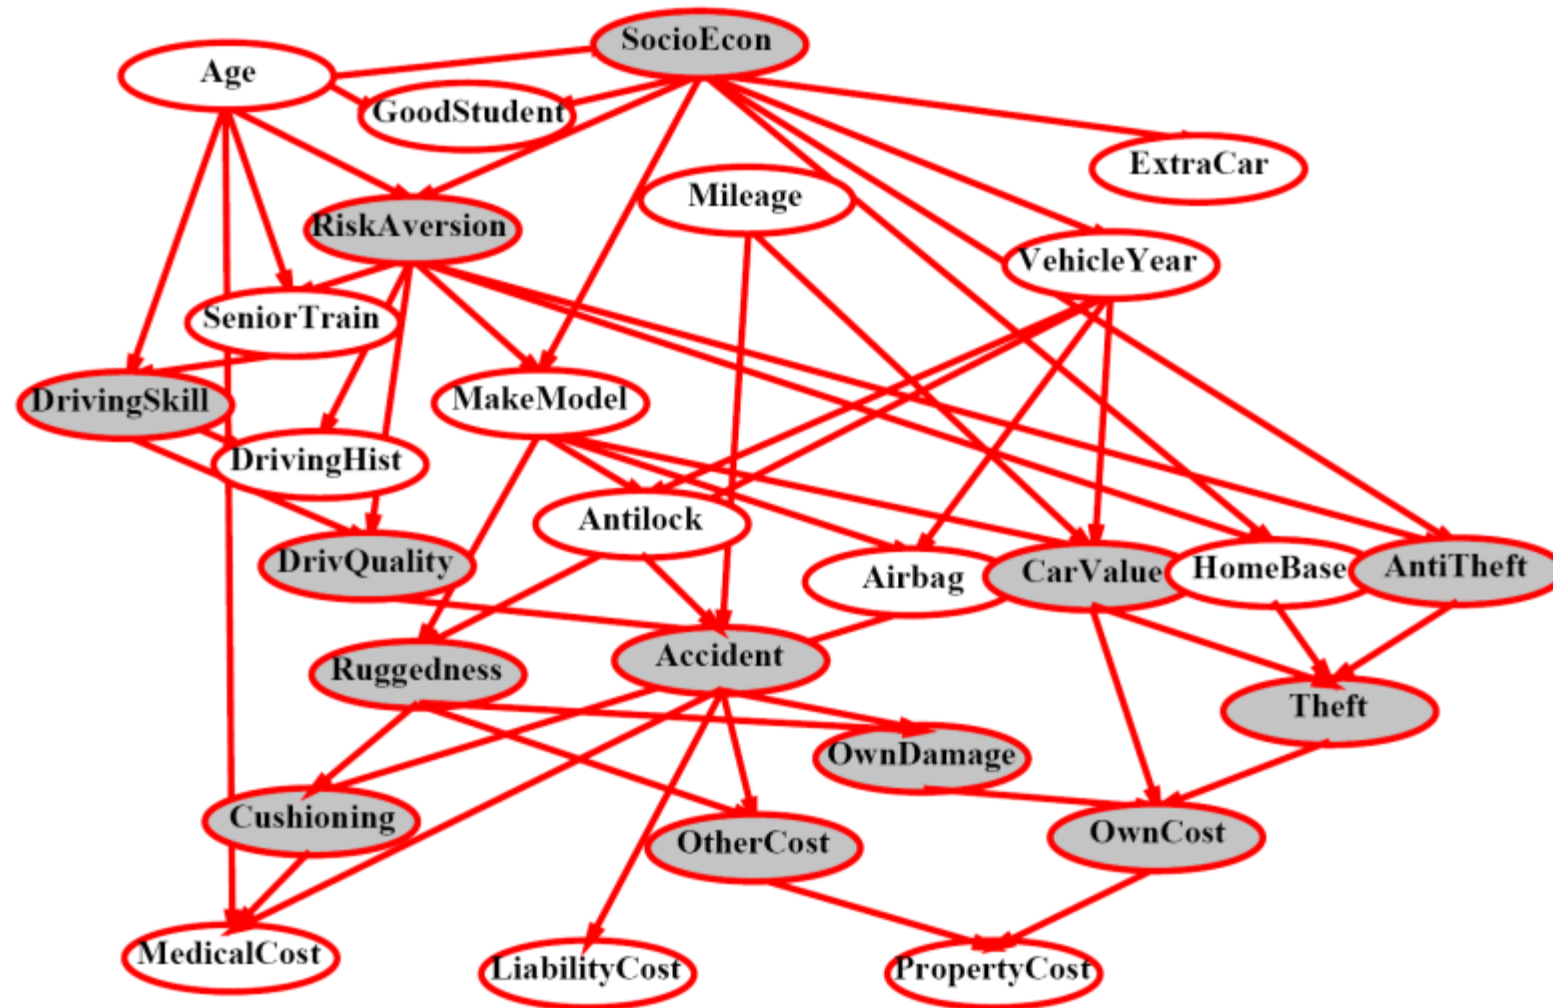 SocioEcon
Age
GoodStudent
ExtraCar
Mileage
RiskAversion
VehicleYear
SeniorTrain
DrivingSkill
MakeModel
DrivingHist
Antilock
DrivQuality
Airbag
CarValue
HomeBase
AntiTheft
Ruggedness
Accident
Theft
OwnDamage
Cushioning
OtherCost
OwnCost
MedicalCost
LiabilityCost
PropertyCost